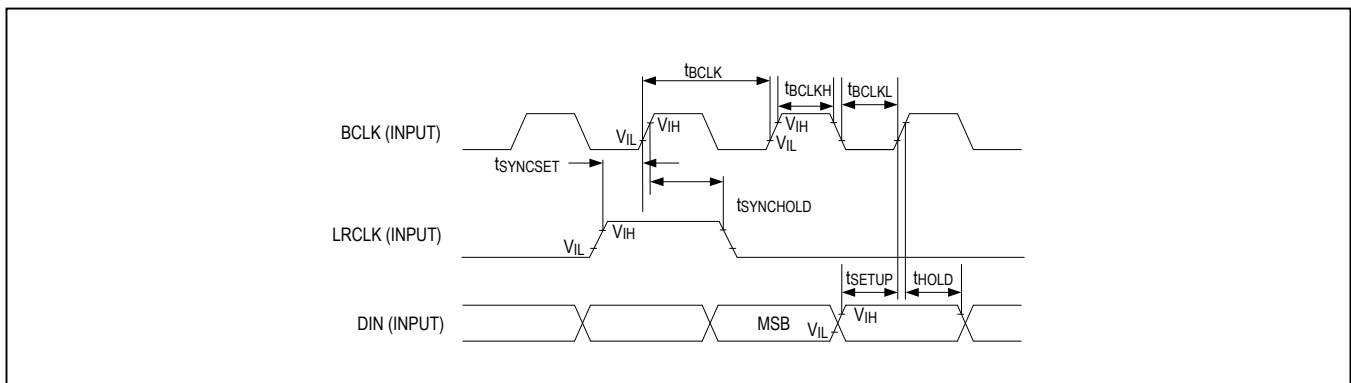 tBCLK
tBCLKH
tBCLKL
BCLK (INPUT)
VIH
VIL
VIH
VIL
tSYNCSET
tSYNCHOLD
LRCLK (INPUT)
VIH
VIL
tSETUP
tHOLD
DIN (INPUT)
MSB
VIH
VIL